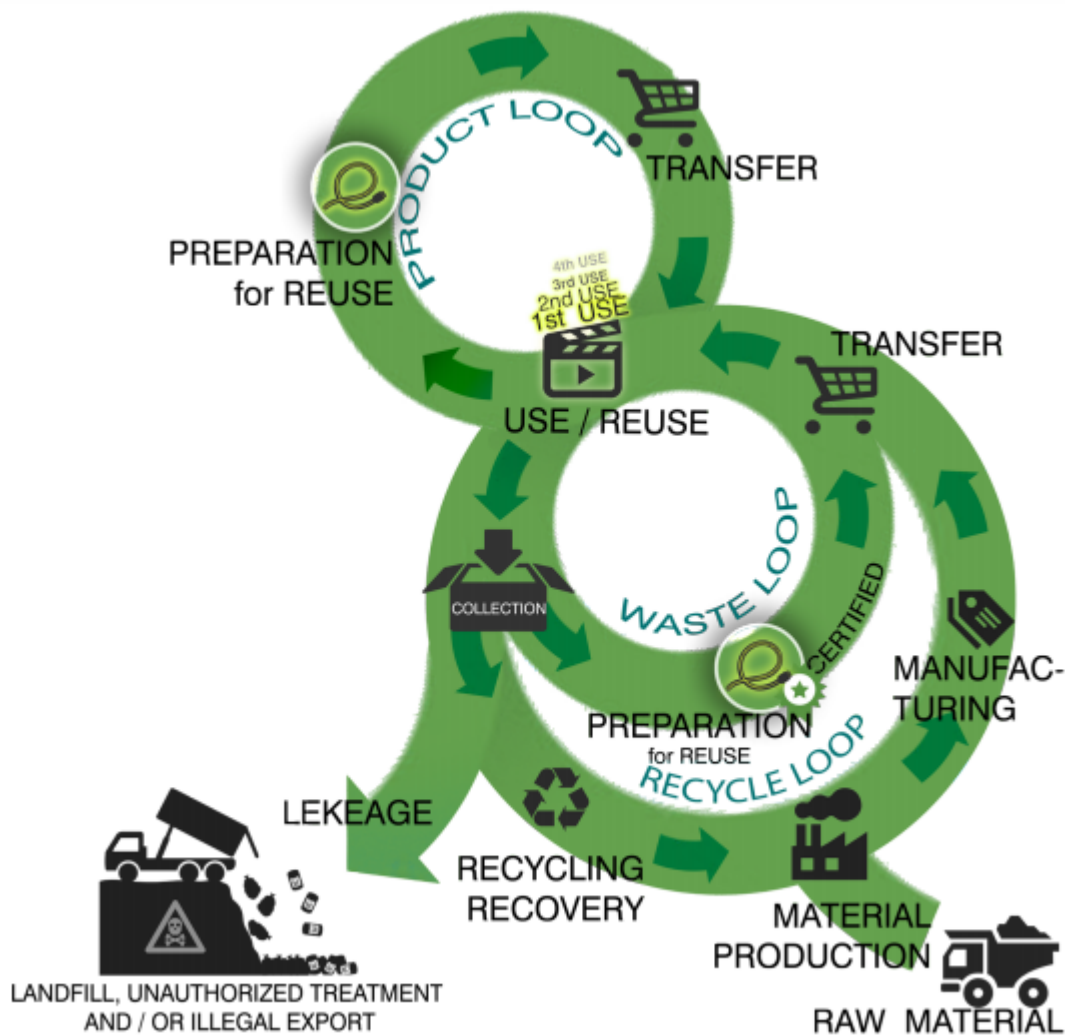 PRODUCT LOOP
TRANSFER
PREPARATION
for REUSE
4th USE
3rd USE
2nd USE
1st USE
TRANSFER
USE / REUSE
WASTE LOOP
COLLECTION
CERTIFIED
MANUFAC-
TURING
PREPARATION
for REUSE
RECYCLE LOOP
LEKEAGE
RECYCLING
RECOVERY
MATERIAL
PRODUCTION
LANDFILL, UNAUTHORIZED TREATMENT
AND / OR ILLEGAL EXPORT
RAW MATERIAL